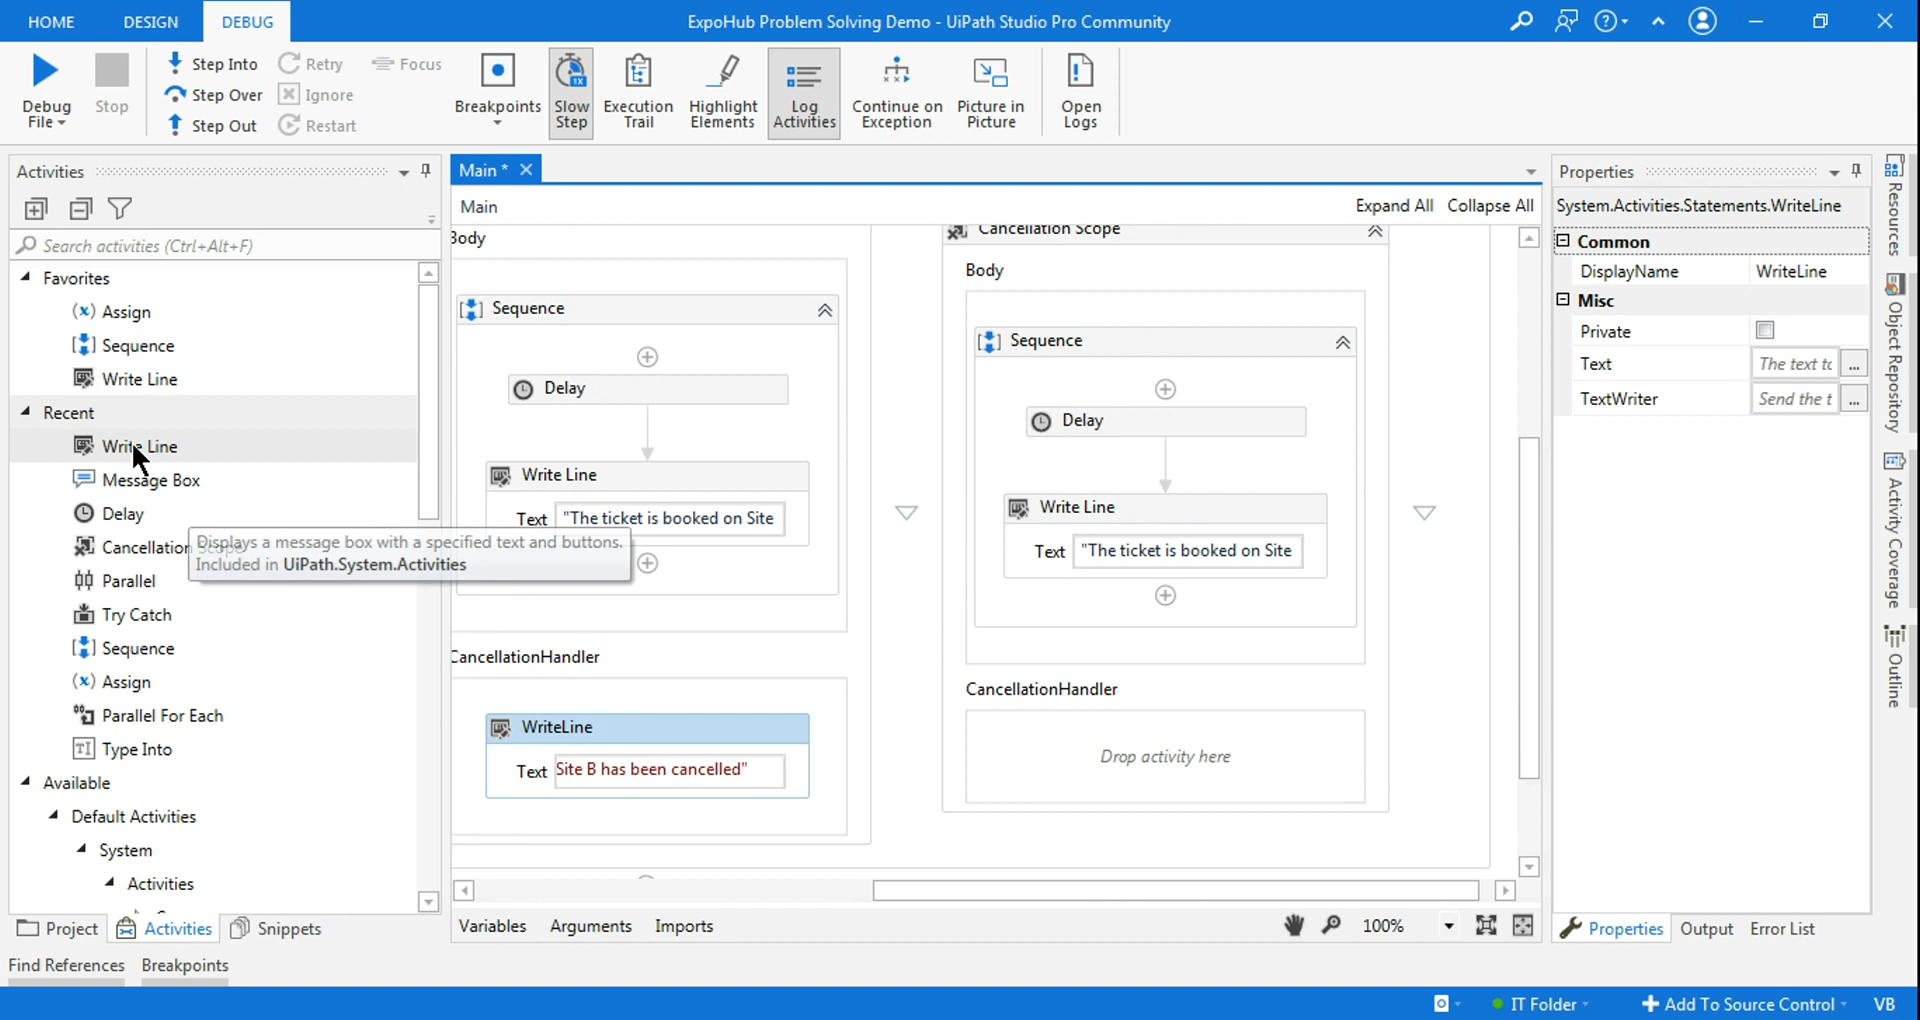 HOME DESIGN DEBUG ExpoHub Problem Solving Demo - UiPath Studio Pro Community
Debug File
Stop
Step Into
Step Over
Step Out
Retry
Ignore
Restart
Focus
Breakpoints
Slow Step
Execution Trail
Highlight Elements
Log Activities
Continue on Exception
Picture in Picture
Open Logs
Activities
Search activities (Ctrl+Alt+F)
Favorites
Assign
Sequence
Write Line
Recent
Write Line
Message Box
Delay
Cancellation
Parallel
Try Catch
Sequence
Assign
Parallel For Each
Type Into
Available
Default Activities
System
Activities
Displays a message box with a specified text and buttons.
Included in UiPath.System.Activities
Project Activities Snippets
Find References Breakpoints
Main *
Main Expand All Collapse All
Body
Sequence
Delay
Write Line
Text "The ticket is booked on Site
CancellationHandler
WriteLine
Text Site B has been cancelled"
Cancellation Scope
Body
Sequence
Delay
Write Line
Text "The ticket is booked on Site
CancellationHandler
Drop activity here
Variables Arguments Imports 100%
Properties
System.Activities.Statements.WriteLine
Common
DisplayName WriteLine
Misc
Private
Text The text to ...
TextWriter Send the t ...
Properties Output Error List
Resources
Object Repository
Activity Coverage
Outline
IT Folder Add To Source Control VB